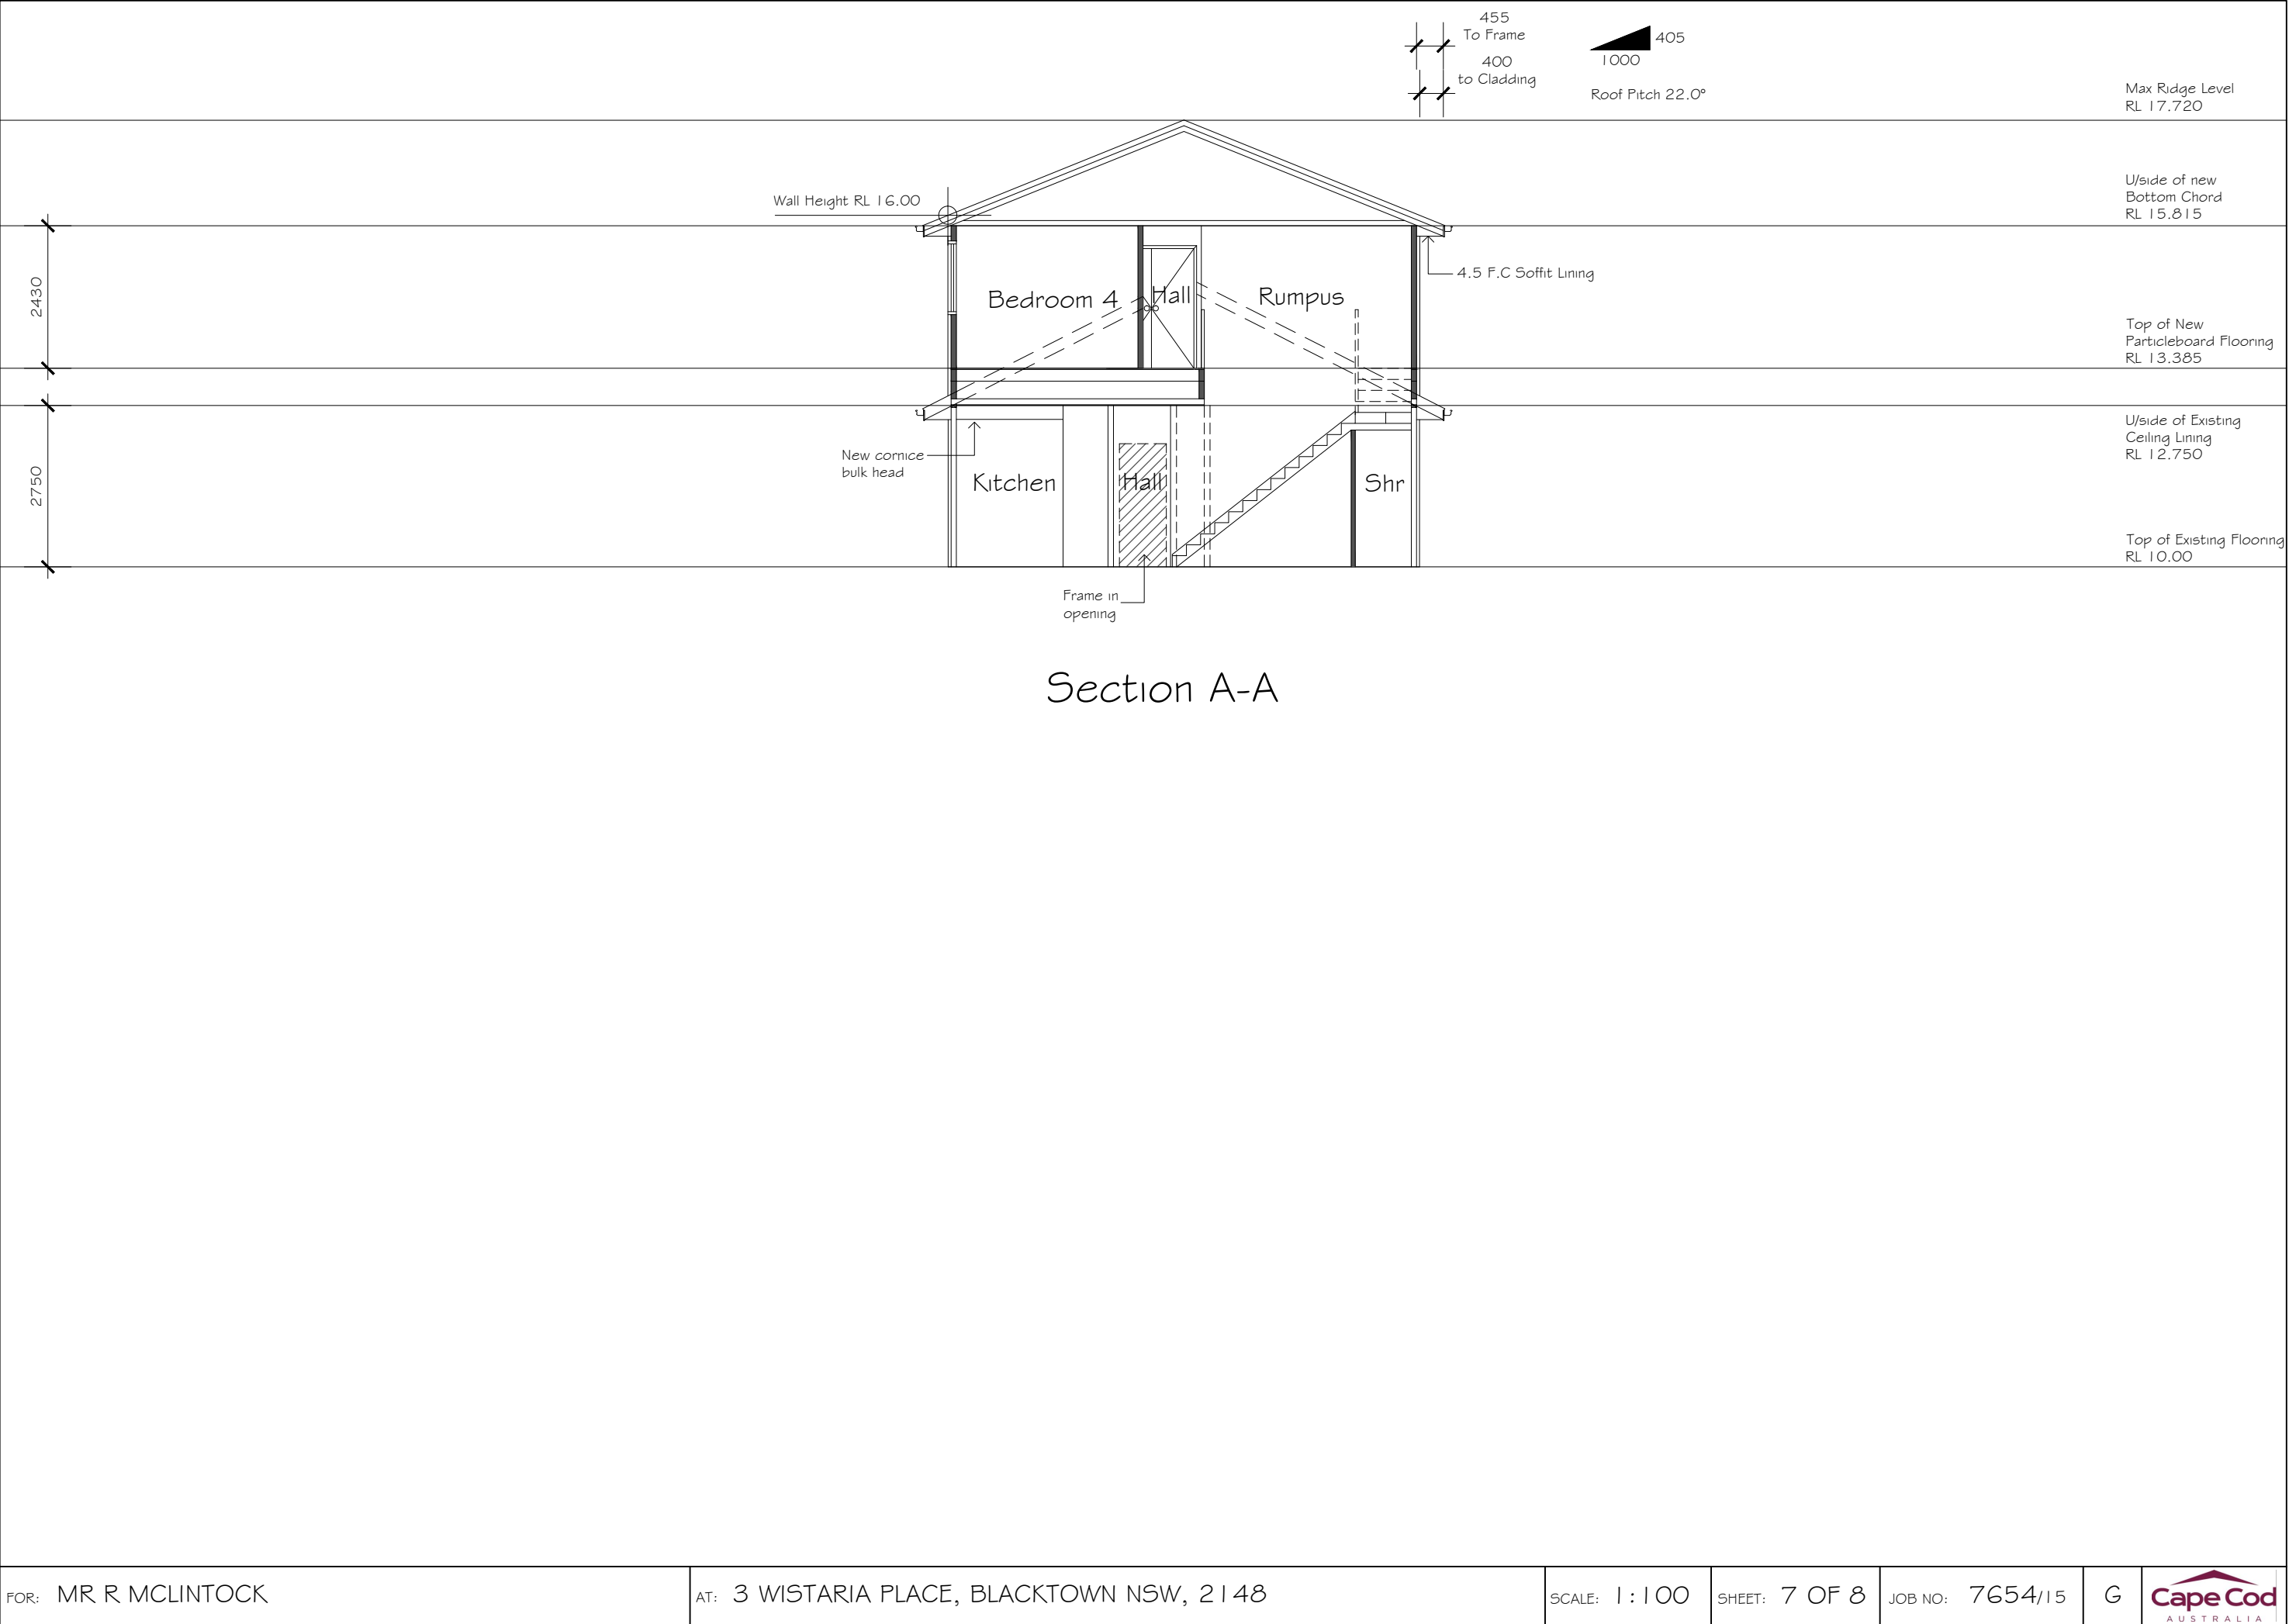 455
To Frame
400
to Cladding
405
1000
Roof Pitch 22.0°
Max Ridge Level
RL 17.720
Wall Height RL 16.00
U/side of new
Bottom Chord
RL 15.815
4.5 F.C Soffit Lining
2430
Bedroom 4
Hall
Rumpus
Top of New
Particleboard Flooring
RL 13.385
U/side of Existing
Ceiling Lining
RL 12.750
New cornice
bulk head
2750
Kitchen
Hall
Shr
Top of Existing Flooring
RL 10.00
Frame in
opening
Section A-A
FOR: MR R MCLINTOCK
AT: 3 WISTARIA PLACE, BLACKTOWN NSW, 2148
SCALE: 1:100
SHEET: 7 OF 8
JOB NO: 7654/15
G
Cape Cod
AUSTRALIA